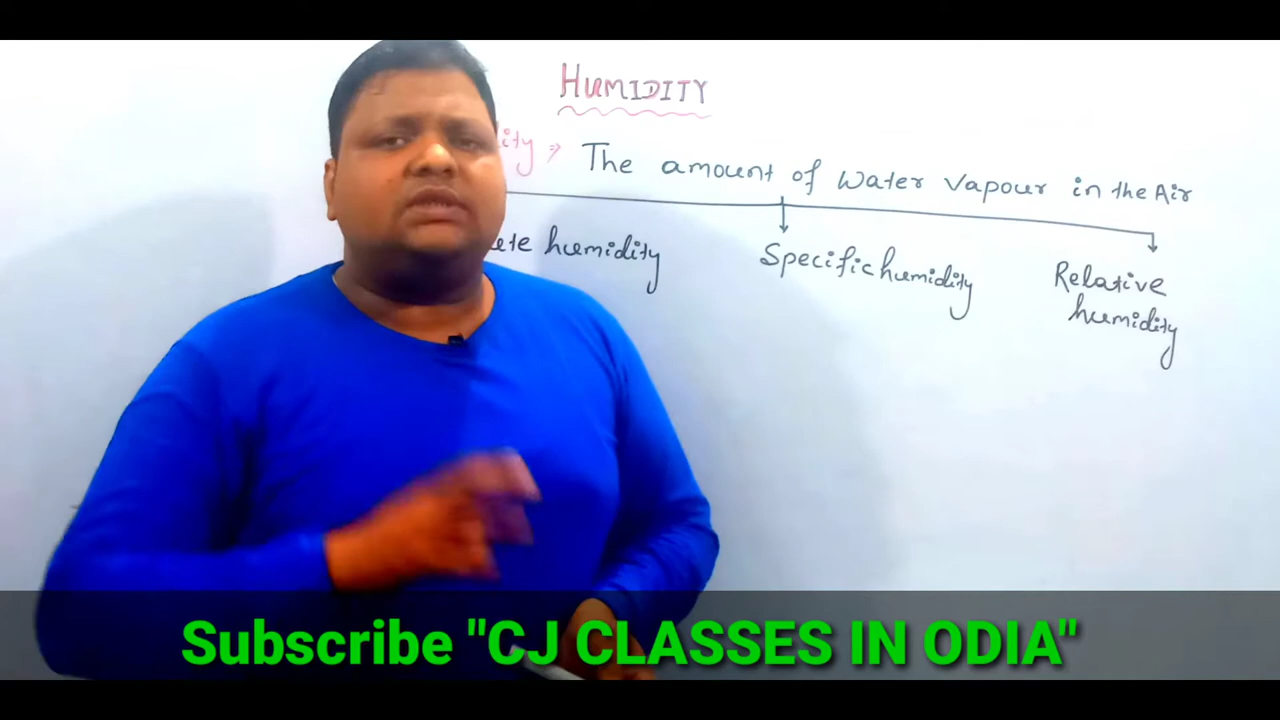 HUMIDITY
The amount of water vapour in the Air
humidity Specific humidity Relative
humidity
Subscribe "CJ CLASSES IN ODIA"